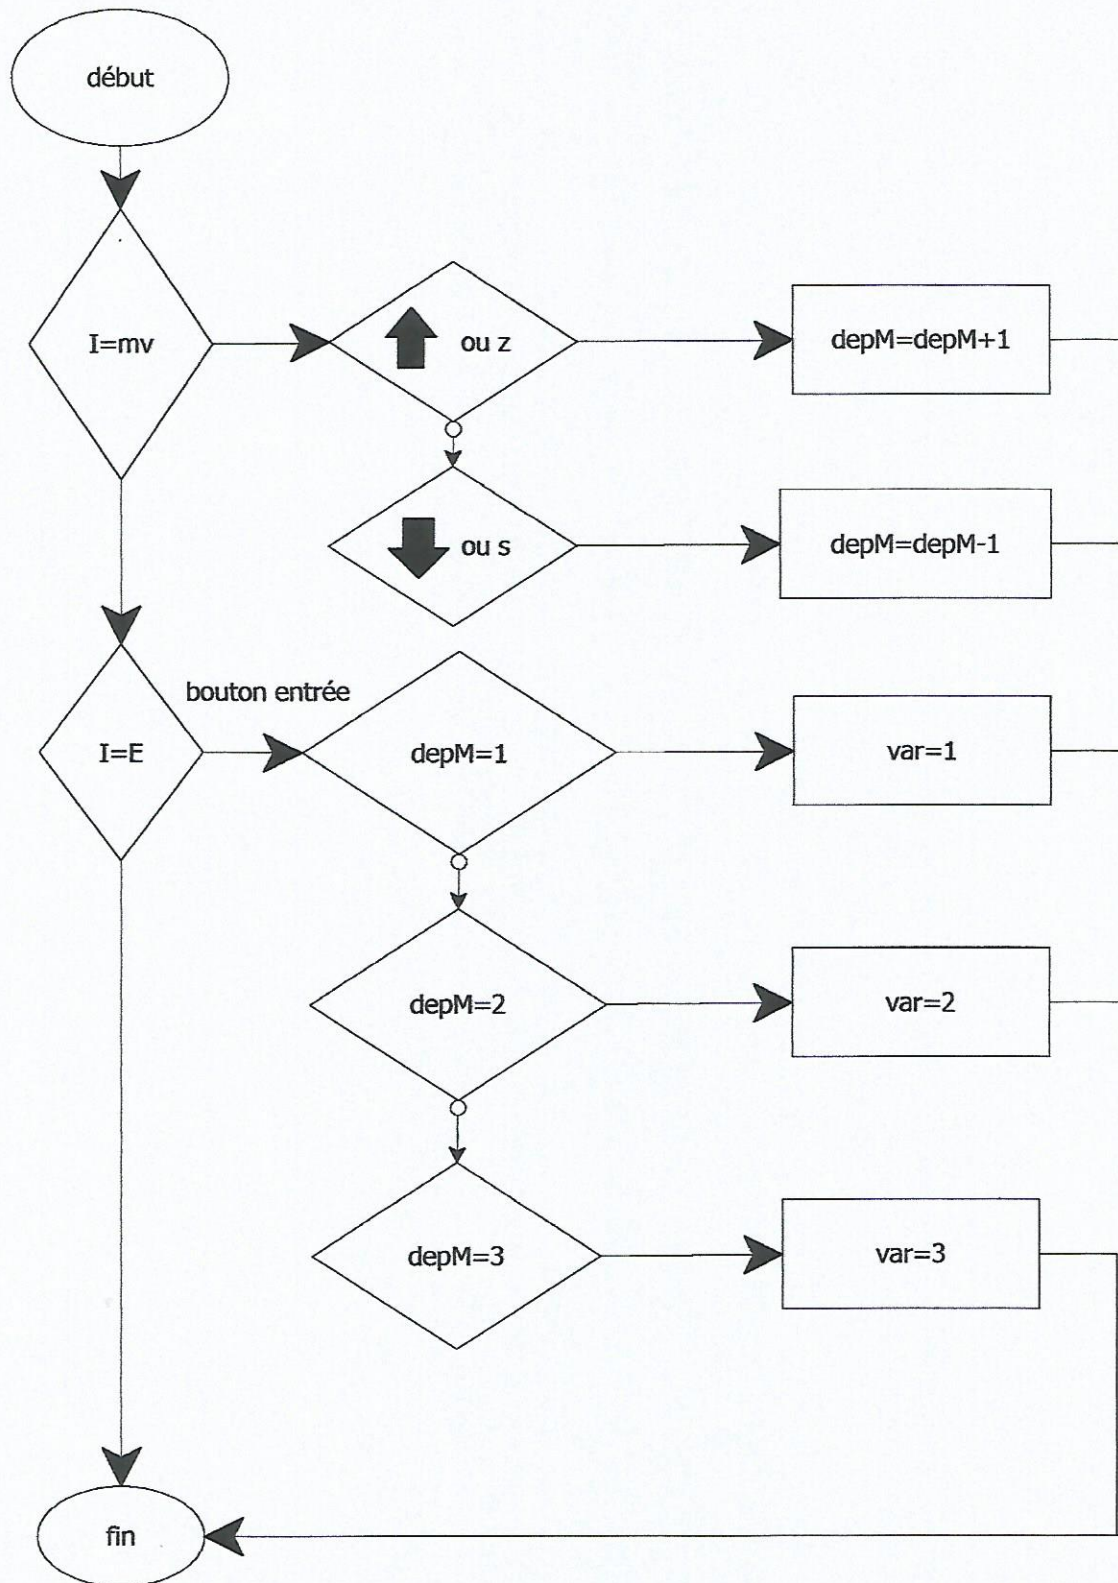 début
I=mv
ou z
depM=depM+1
ou s
depM=depM-1
bouton entrée
I=E
depM=1
var=1
depM=2
var=2
depM=3
var=3
fin